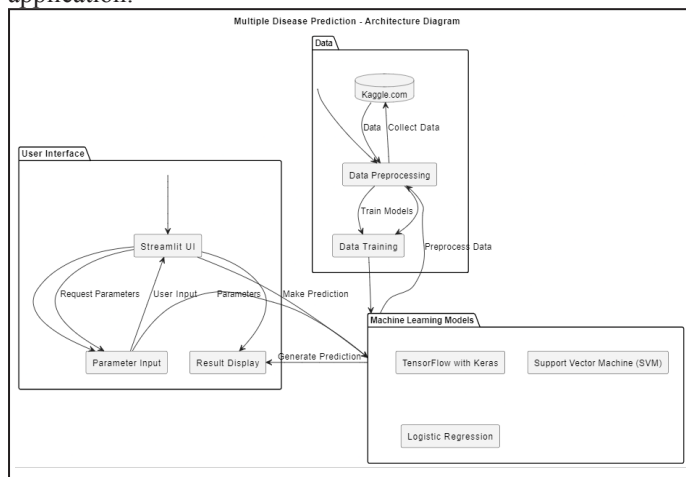 application.
Multiple Disease Prediction - Architecture Diagram
Data
Kaggle.com
Data
Collect Data
User Interface
Data Preprocessing
Train Models
Streamlit UI
Data Training
Preprocess Data
Request Parameters
User Input
Parameters
Make Prediction
Machine Learning Models
Generate Prediction
Parameter Input
Result Display
TensorFlow with Keras
Support Vector Machine (SVM)
Logistic Regression